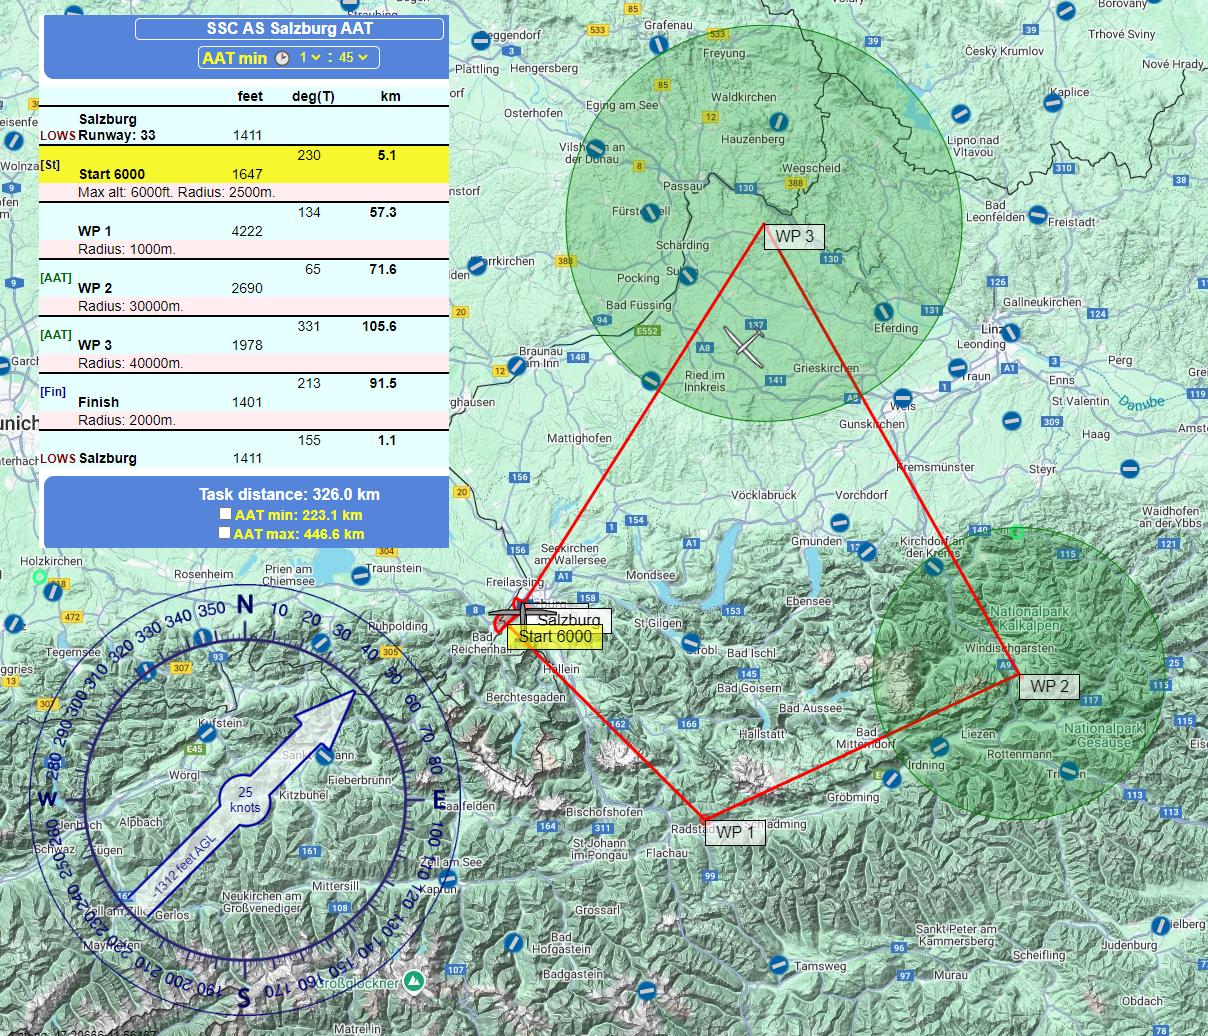 SSC AS Salzburg AAT
AAT min 1 : 45
feet deg(T) km
Salzburg
LOWS Runway: 33 1411
230 5.1
[St]
Start 6000 1647
Max alt: 6000ft. Radius: 2500m.
134 57.3
WP 1 4222
Radius: 1000m.
65 71.6
[AAT]
WP 2 2690
Radius: 30000m.
331 105.6
[AAT]
WP 3 1978
Radius: 40000m.
213 91.5
[Fin]
Finish 1401
Radius: 2000m.
155 1.1
LOWS Salzburg 1411
Task distance: 326.0 km
AAT min: 223.1 km
AAT max: 446.6 km
Straubing
Deggendorf
Plattling
Hengersberg
Grafenau
Freyung
Waldkirchen
Hauzenberg
Eging am See
Vilshofen an
der Donau
Wegscheid
Passau
Schärding
Pocking
Bad Füssing
Pfarrkirchen
Český Krumlov
Borovany
Trhové Sviny
Nové Hrady
Kaplice
Lipno nad
Vltavou
Bad
Leonfelden
Freistadt
Gallneukirchen
Linz
Leonding
Eferding
Perg
Enns
Traun
St Valentin
Danube
Haag
Wels
Grieskirchen
Gunskirchen
Ried im
Innkreis
Braunau
am Inn
Mattighofen
Kremsmünster
Steyr
Vöcklabruck
Vorchdorf
Waidhofen
an der Ybbs
Gmunden
Kirchdorf an
der Krems
Seekirchen
am Wallersee
Mondsee
Freilassing
Ebensee
St.Gilgen
Strobl
Bad Ischl
Bad Goisern
Bad Aussee
Hallstatt
Bad
Mitterndorf
Irdning
Gröbming
Schladming
Nationalpark
Kalkalpen
Windischgarsten
Liezen
Rottenmann
Trieben
Nationalpark
Gesäuse
WP 3
WP 2
WP 1
Salzburg
Start 6000
Bad
Reichenhall
Hallein
Berchtesgaden
Bischofshofen
St Johann
im Pongau
Flachau
Zell am See
Kaprun
Saalfelden
Grossarl
Bad
Hofgastein
Badgastein
Großglockner
Matrei in
Tamsweg
Murau
Sankt Peter am
Kammersberg
Scheifling
Judenburg
Obdach
Holzkirchen
Rosenheim
Prien am
Chiemsee
Traunstein
Ruhpolding
Tegernsee
Kufstein
Wörgl
Fieberbrunn
Kitzbühel
Jenbach
Alpbach
Schwaz
Fügen
Mittersill
Neukirchen am
Großvenediger
Gerlos
Mayrhofen
N
E
S
W
10
20
30
40
50
60
70
80
100
110
120
130
140
150
160
170
190
200
210
220
230
240
250
260
280
290
300
310
320
330
340
350
25
knots
1312 feet AGL